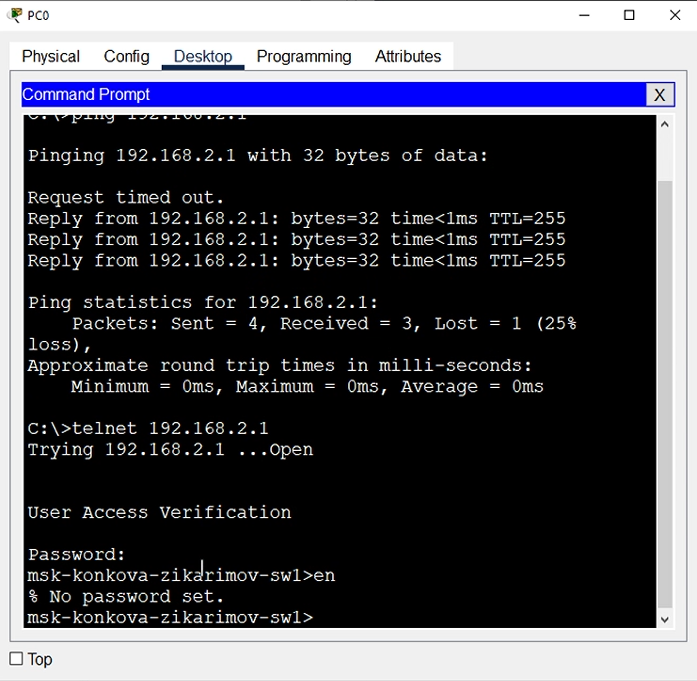 PC0
Physical Config Desktop Programming Attributes
Command Prompt X
Pinging 192.168.2.1 with 32 bytes of data:
Request timed out.
Reply from 192.168.2.1: bytes=32 time<1ms TTL=255
Reply from 192.168.2.1: bytes=32 time<1ms TTL=255
Reply from 192.168.2.1: bytes=32 time<1ms TTL=255
Ping statistics for 192.168.2.1:
Packets: Sent = 4, Received = 3, Lost = 1 (25%
loss),
Approximate round trip times in milli-seconds:
Minimum = 0ms, Maximum = 0ms, Average = 0ms
C:\>telnet 192.168.2.1
Trying 192.168.2.1 ...Open
User Access Verification
Password:
msk-konkova-zikarimov-sw1>en
% No password set.
msk-konkova-zikarimov-sw1>
Top